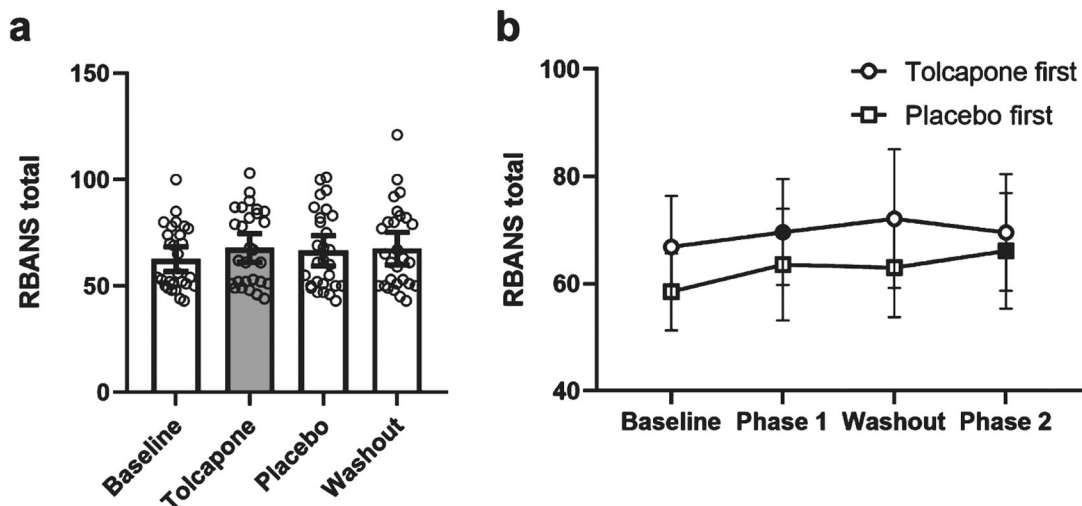 a
150
100
50
0
RBANS total
Baseline
Tolcapone
Placebo
Washout
b
100
80
60
40
RBANS total
Tolcapone first
Placebo first
Baseline Phase 1 Washout Phase 2